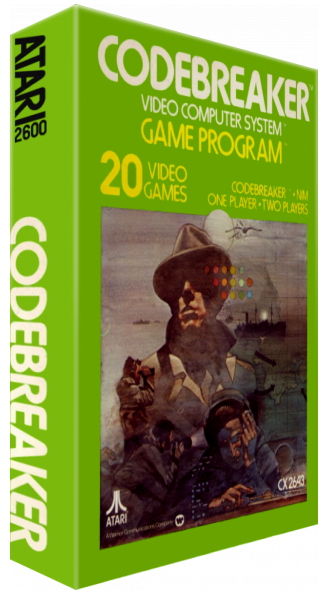 ATARI
2600
CODEBREAKER
CODEBREAKER™
VIDEO COMPUTER SYSTEM™
GAME PROGRAM™
20 VIDEO
GAMES
CODEBREAKER™ • NIM
ONE PLAYER • TWO PLAYERS
CX2643
ATARI